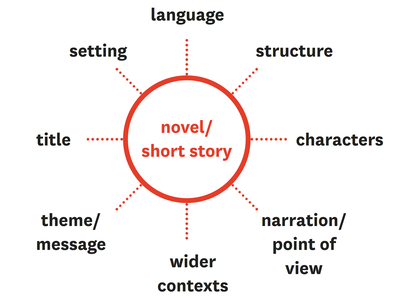 language
setting
structure
novel/
short story
title
characters
theme/
message
narration/
point of
view
wider
contexts